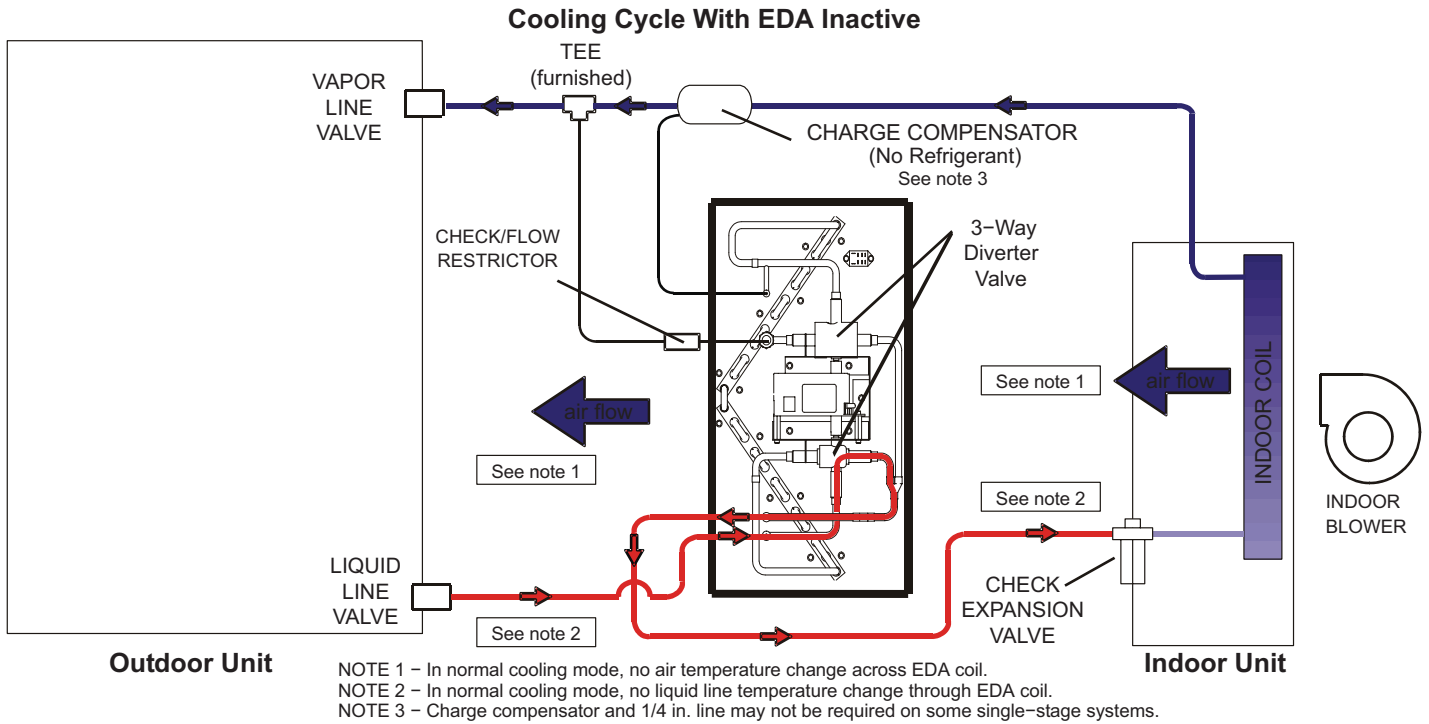 Cooling Cycle With EDA Inactive
TEE
(furnished)
VAPOR
LINE
VALVE
CHARGE COMPENSATOR
(No Refrigerant)
See note 3
CHECK/FLOW
RESTRICTOR
3−Way
Diverter
Valve
air flow
See note 1
See note 1
air flow
INDOOR COIL
INDOOR
BLOWER
See note 2
LIQUID
LINE
VALVE
See note 2
CHECK
EXPANSION
VALVE
Outdoor Unit
Indoor Unit
NOTE 1 − In normal cooling mode, no air temperature change across EDA coil.
NOTE 2 − In normal cooling mode, no liquid line temperature change through EDA coil.
NOTE 3 − Charge compensator and 1/4 in. line may not be required on some single−stage systems.